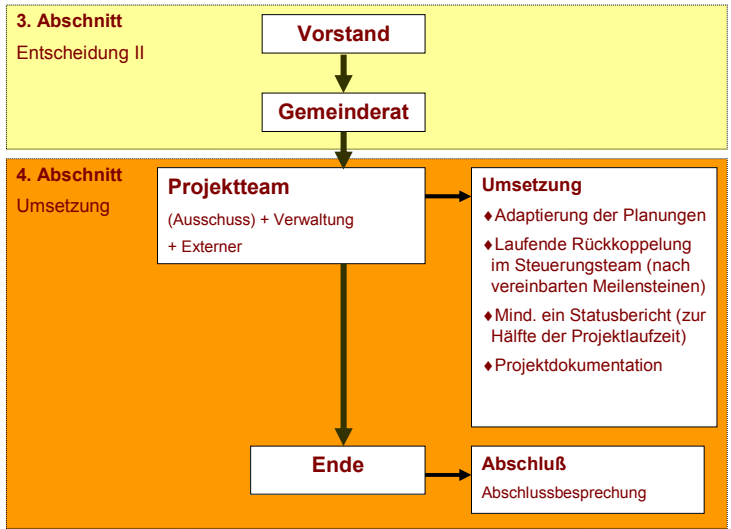 3. Abschnitt
Entscheidung II
Vorstand
Gemeinderat
4. Abschnitt
Umsetzung
Projektteam
(Ausschuss) + Verwaltung
+ Externer
Umsetzung
♦Adaptierung der Planungen
♦Laufende Rückkoppelung
im Steuerungsteam (nach
vereinbarten Meilensteinen)
♦Mind. ein Statusbericht (zur
Hälfte der Projektlaufzeit)
♦Projektdokumentation
Ende
Abschluß
Abschlussbesprechung